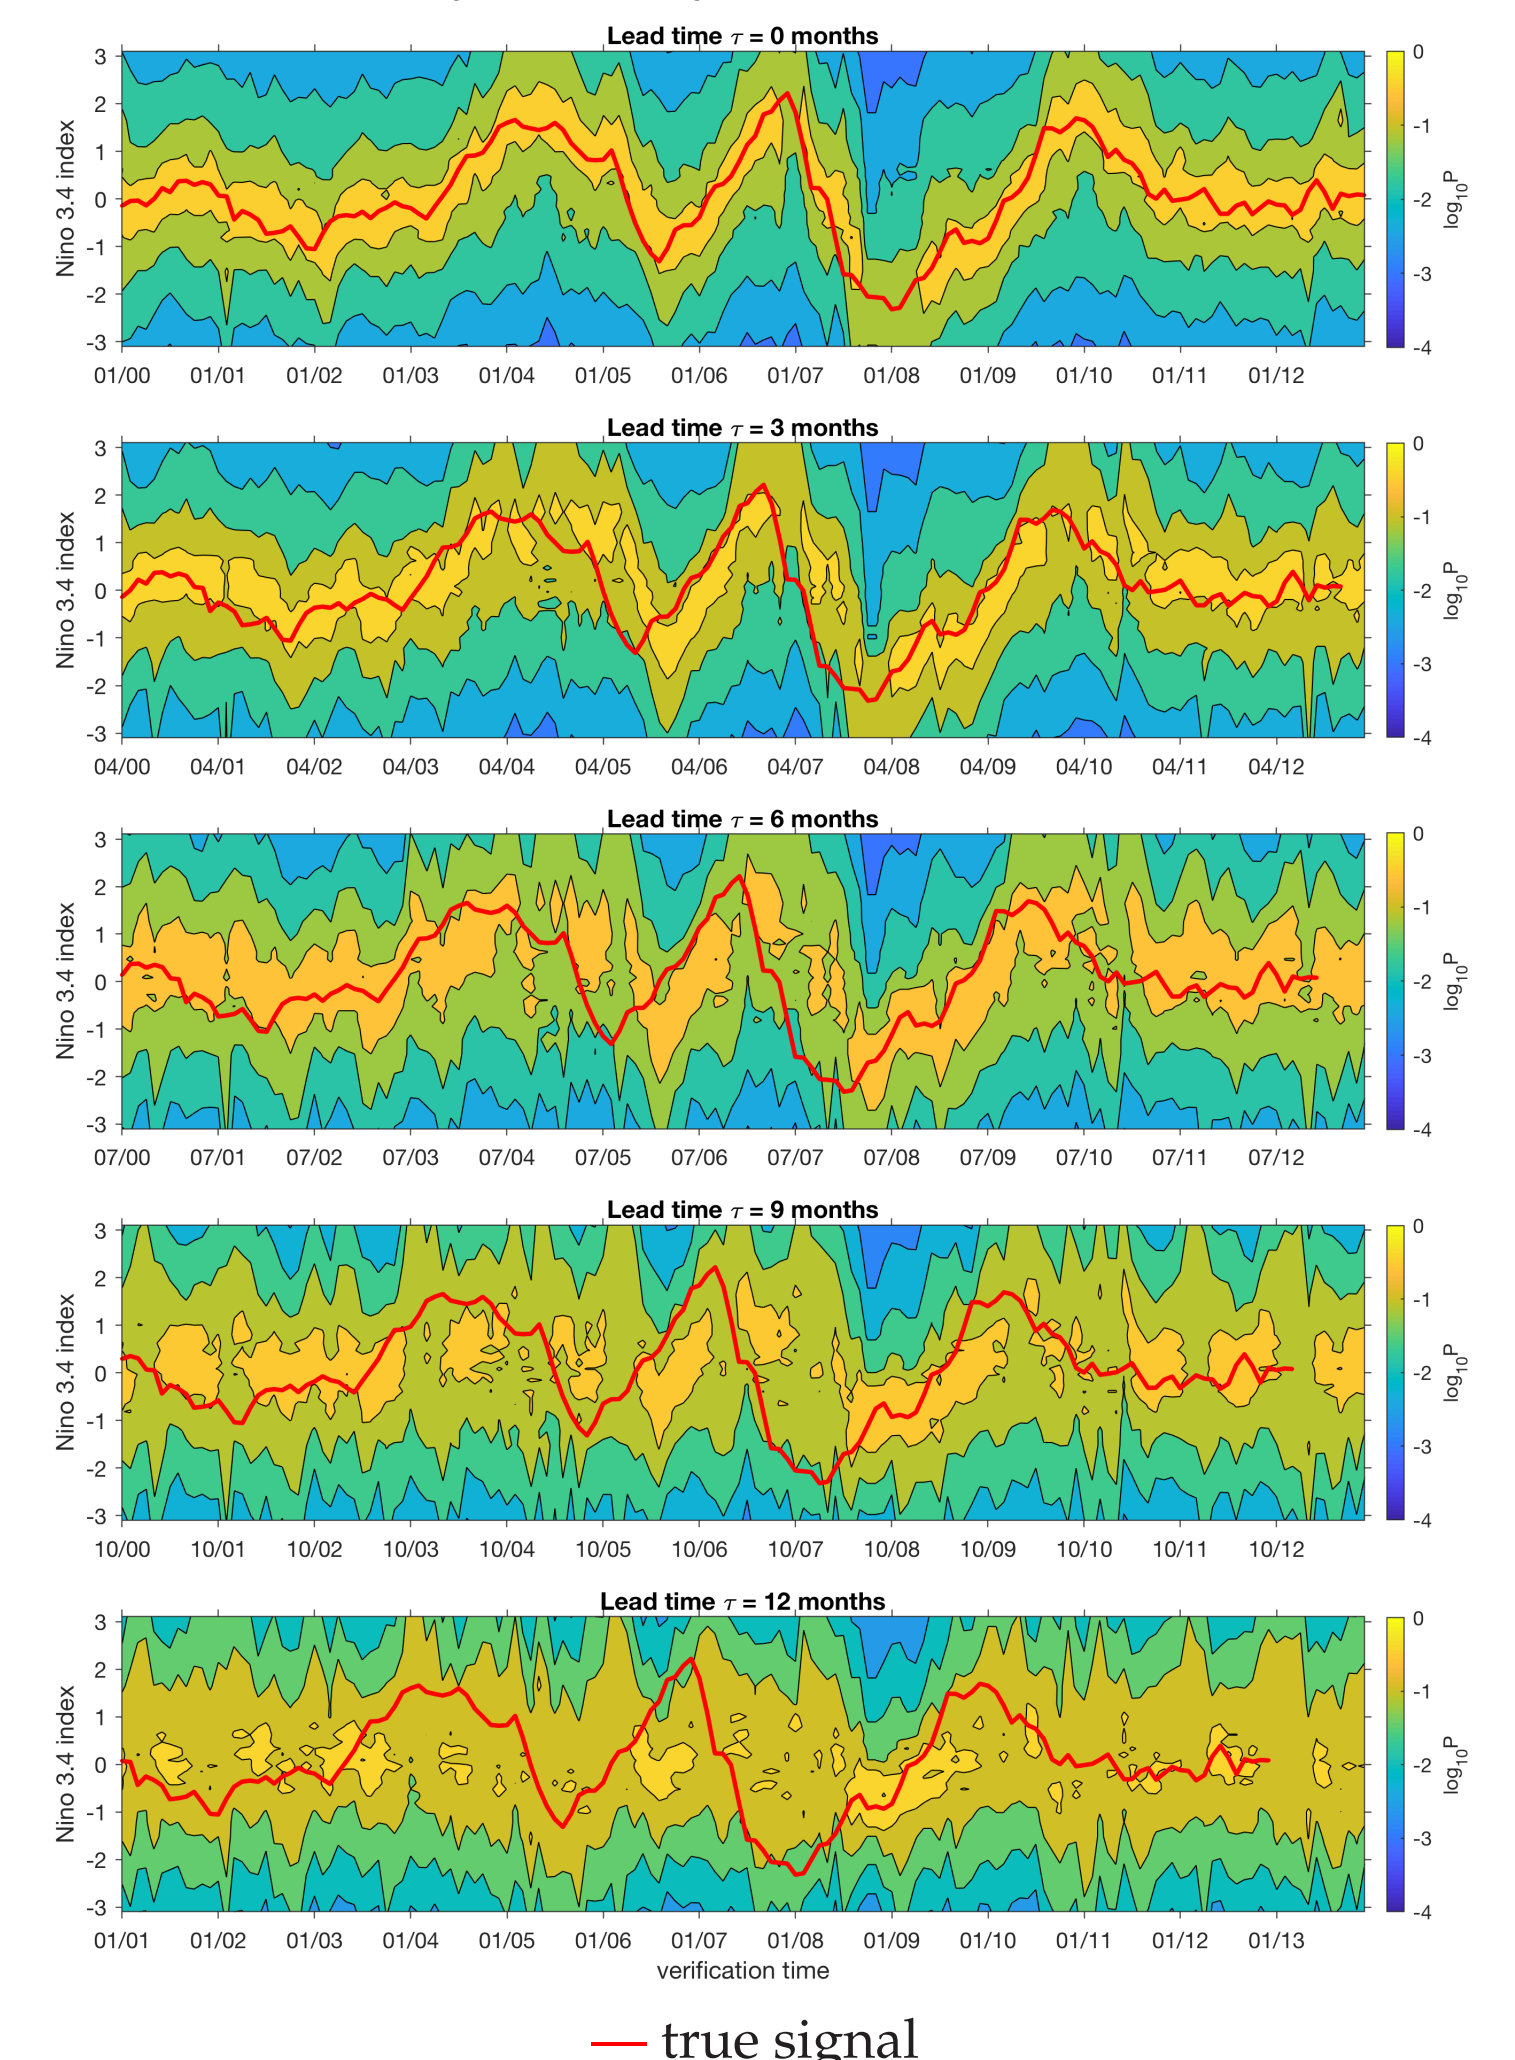 Lead time τ = 0 months
3
2
1
0
-1
-2
-3
Nino 3.4 index
01/00 01/01 01/02 01/03 01/04 01/05 01/06 01/07 01/08 01/09 01/10 01/11 01/12
0
-1
-2
-3
-4
log10P
Lead time τ = 3 months
3
2
1
0
-1
-2
-3
Nino 3.4 index
04/00 04/01 04/02 04/03 04/04 04/05 04/06 04/07 04/08 04/09 04/10 04/11 04/12
0
-1
-2
-3
-4
log10P
Lead time τ = 6 months
3
2
1
0
-1
-2
-3
Nino 3.4 index
07/00 07/01 07/02 07/03 07/04 07/05 07/06 07/07 07/08 07/09 07/10 07/11 07/12
0
-1
-2
-3
-4
log10P
Lead time τ = 9 months
3
2
1
0
-1
-2
-3
Nino 3.4 index
10/00 10/01 10/02 10/03 10/04 10/05 10/06 10/07 10/08 10/09 10/10 10/11 10/12
0
-1
-2
-3
-4
log10P
Lead time τ = 12 months
3
2
1
0
-1
-2
-3
Nino 3.4 index
01/01 01/02 01/03 01/04 01/05 01/06 01/07 01/08 01/09 01/10 01/11 01/12 01/13
0
-1
-2
-3
-4
log10P
verification time
true signal